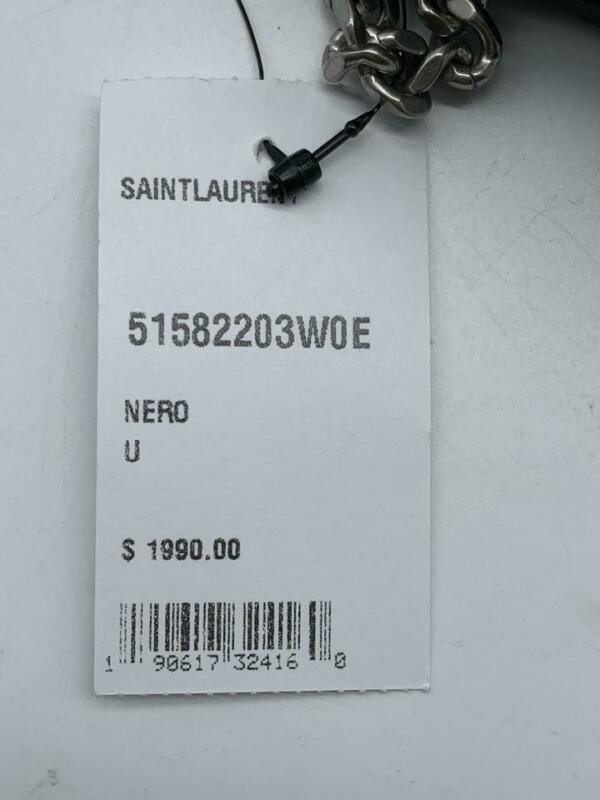 SAINTLAURENT
51582203W0E
NERO
U
$ 1990.00
1 90617 32416 0